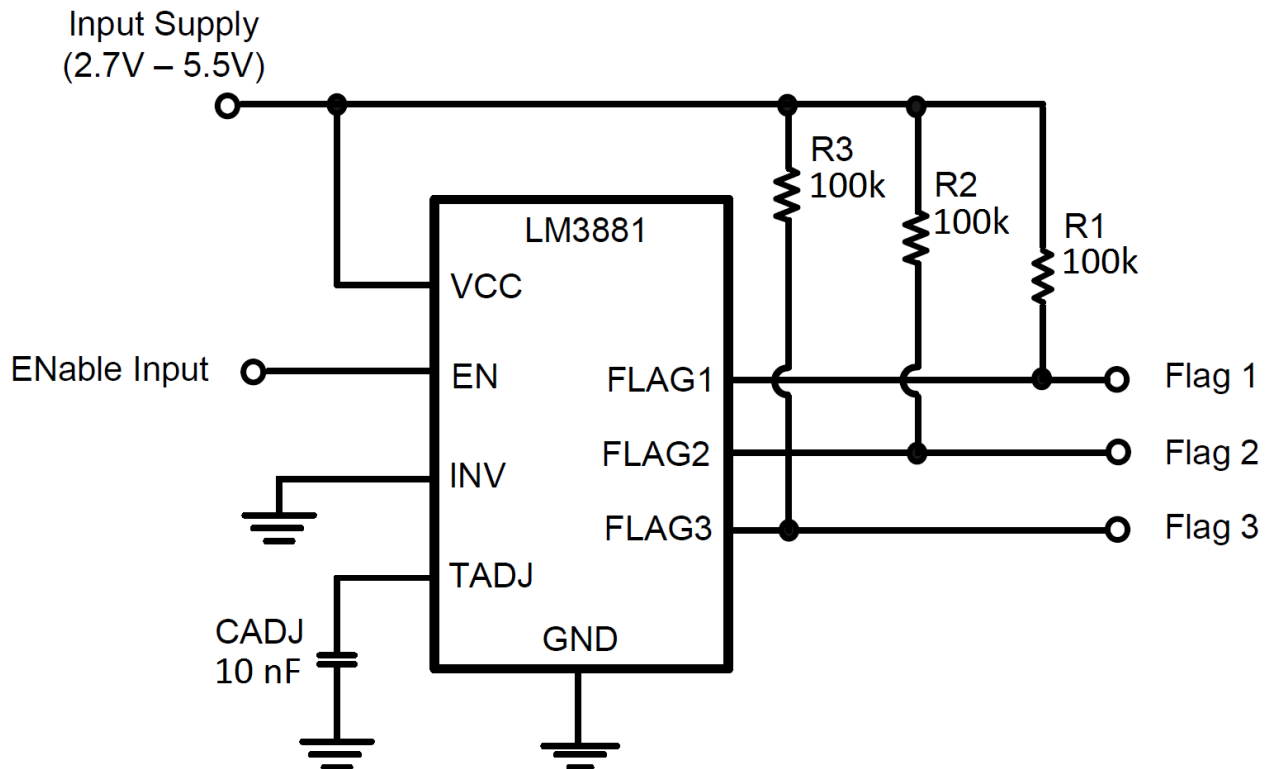 Input Supply
(2.7V – 5.5V)
R3
100k
R2
100k
R1
100k
LM3881
VCC
ENable Input
EN
FLAG1
Flag 1
FLAG2
Flag 2
INV
FLAG3
Flag 3
TADJ
CADJ
10 nF
GND